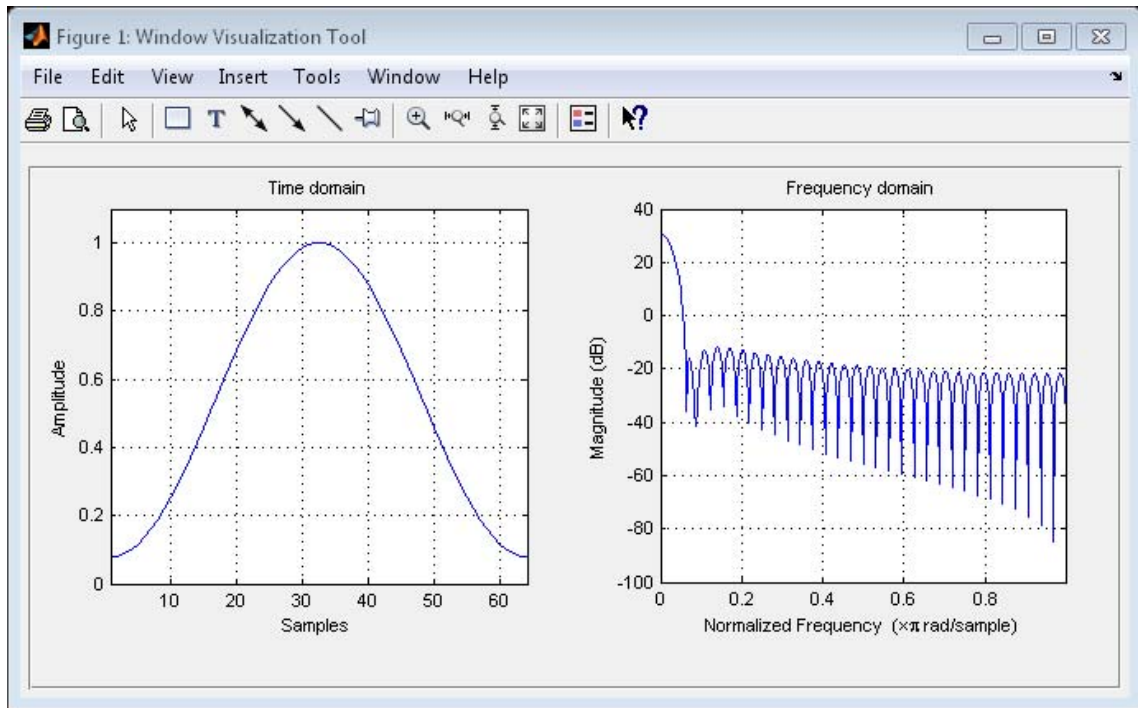 Figure 1: Window Visualization Tool
File Edit View Insert Tools Window Help
T
?
Time domain
Amplitude
1
0.8
0.6
0.4
0.2
0
10 20 30 40 50 60
Samples
Frequency domain
Magnitude (dB)
40
20
0
-20
-40
-60
-80
-100
0 0.2 0.4 0.6 0.8
Normalized Frequency (×π rad/sample)